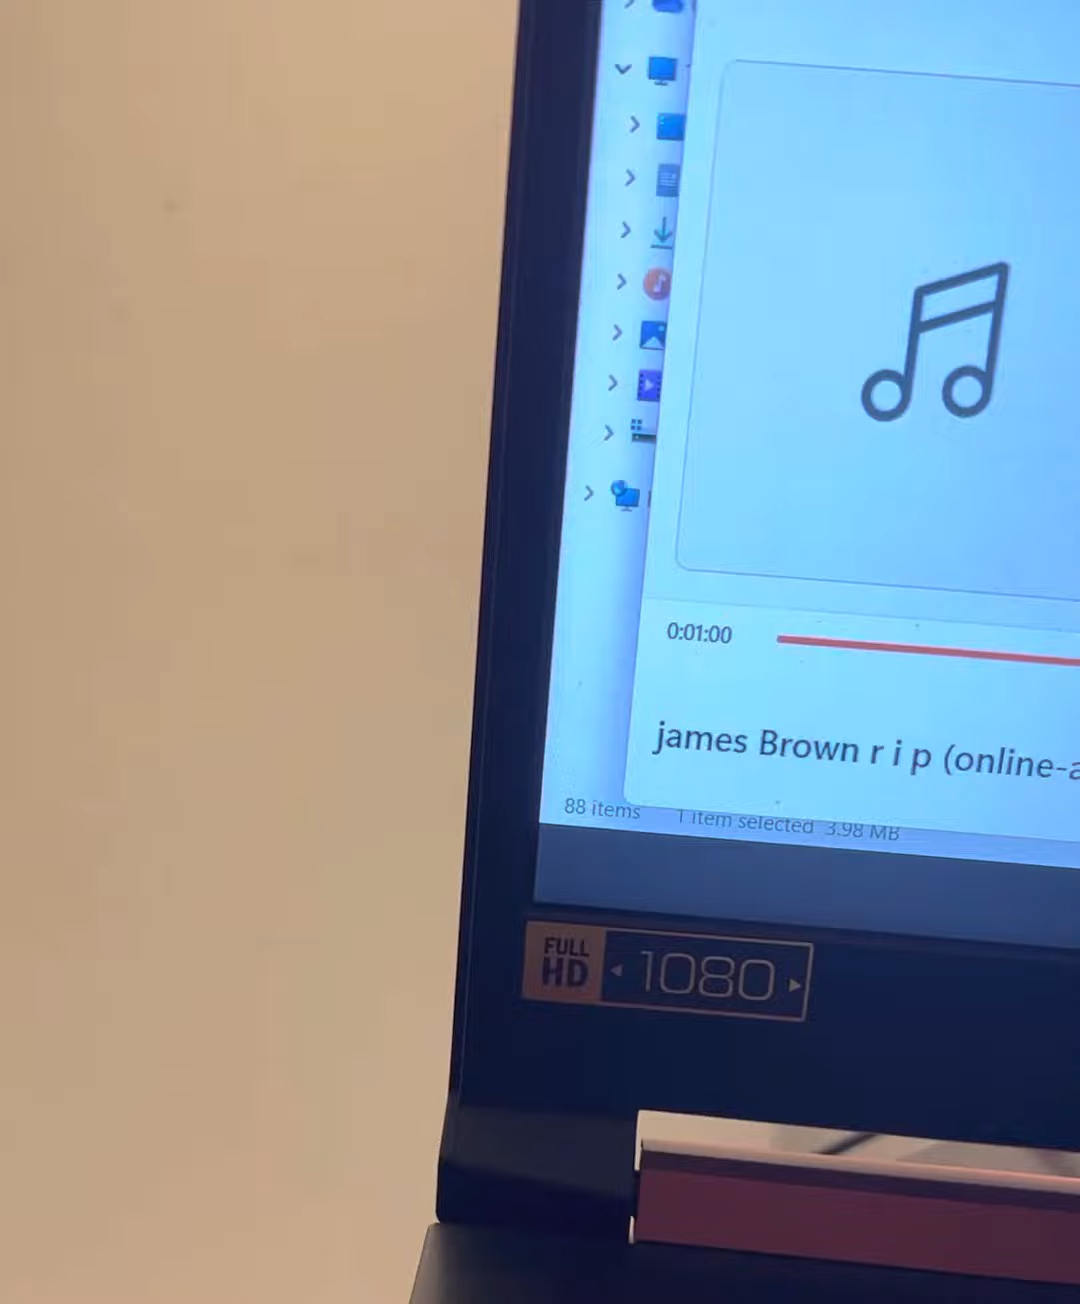 0:01:00
james Brown r i p (online-a
88 items 1 item selected 3.98 MB
FULL
HD 1080